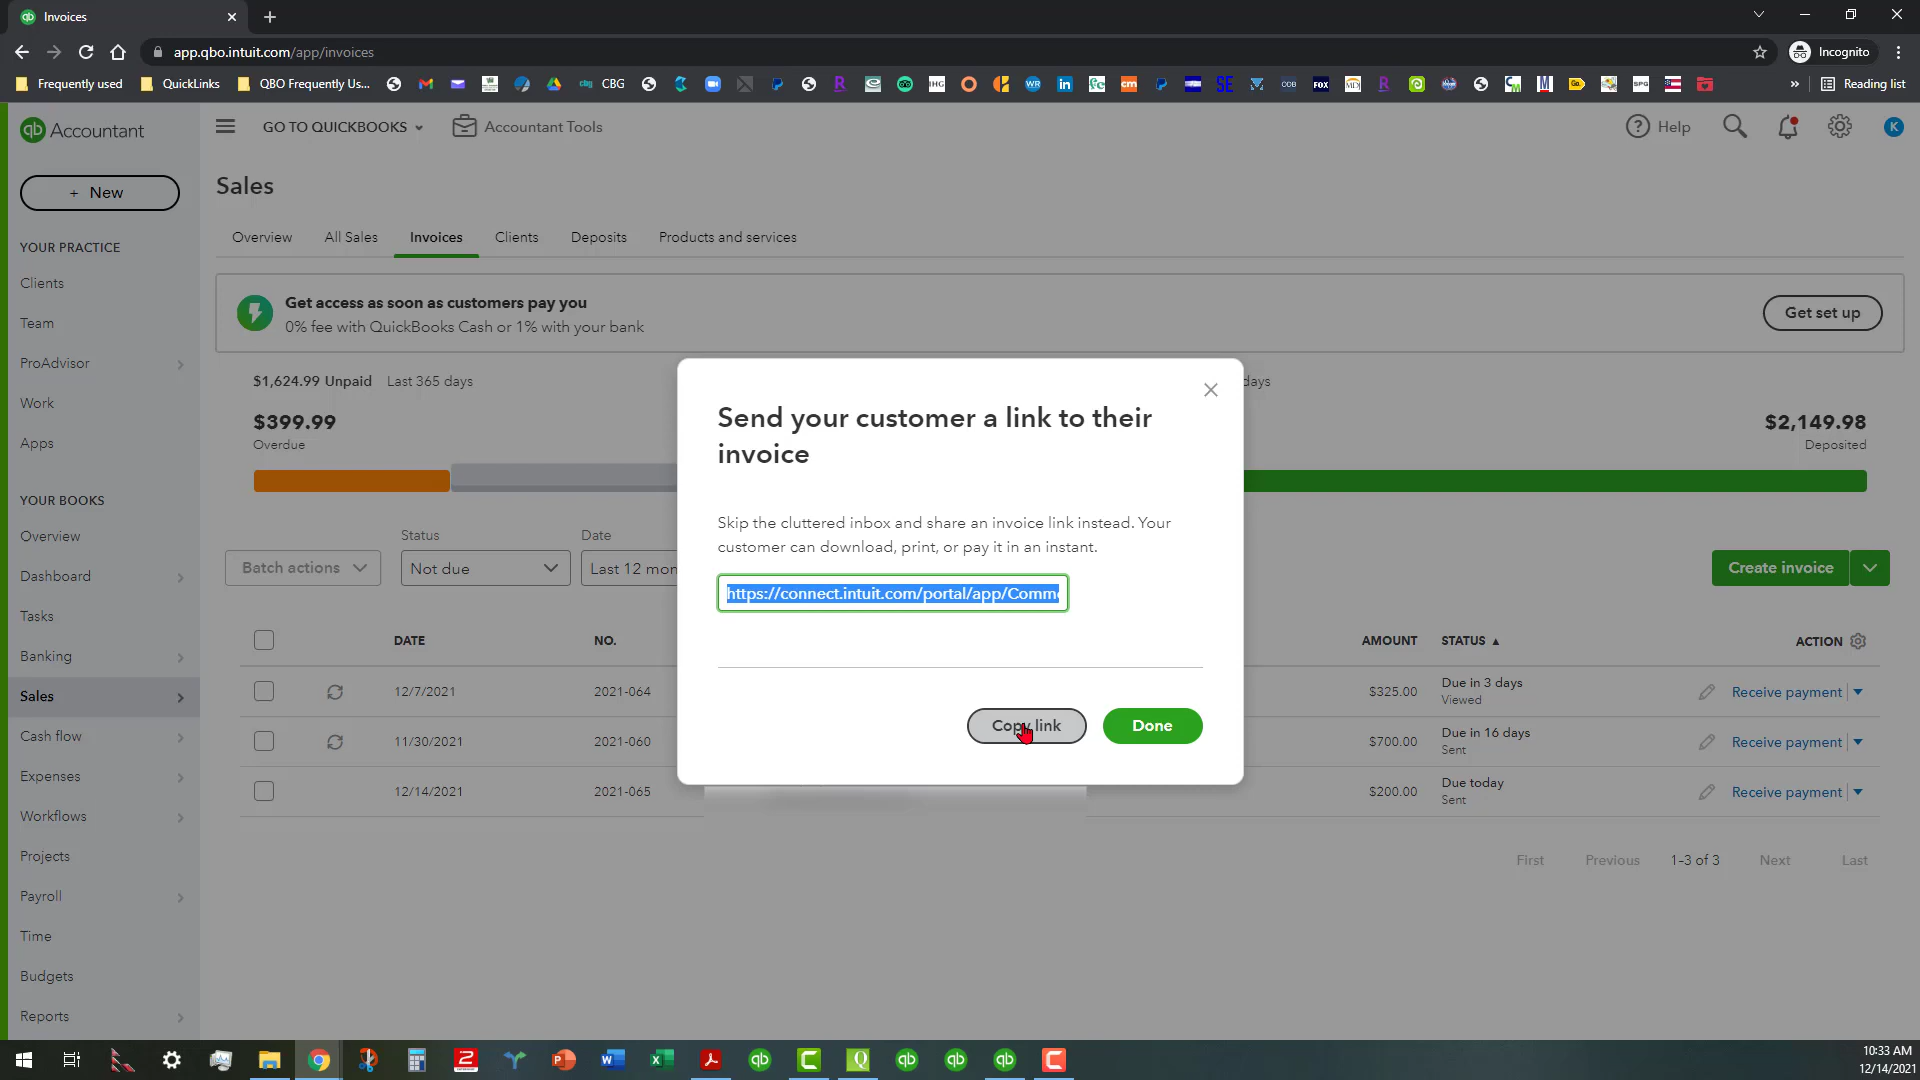 Invoices
app.qbo.intuit.com/app/invoices
Incognito
Frequently used
QuickLinks
QBO Frequently Us...
CBG
Reading list
qb Accountant
GO TO QUICKBOOKS
Accountant Tools
Help
K
+ New
Sales
Overview
All Sales
Invoices
Clients
Deposits
Products and services
YOUR PRACTICE
Clients
Team
ProAdvisor
Work
Apps
YOUR BOOKS
Overview
Dashboard
Tasks
Banking
Sales
Cash flow
Expenses
Workflows
Projects
Payroll
Time
Budgets
Reports
Get access as soon as customers pay you
0% fee with QuickBooks Cash or 1% with your bank
Get set up
$1,624.99 Unpaid Last 365 days
days
$399.99
Overdue
$2,149.98
Deposited
Status
Date
Batch actions
Not due
Last 12 mon
Create invoice
DATE
NO.
AMOUNT
STATUS
ACTION
12/7/2021
2021-064
$325.00
Due in 3 days
Viewed
Receive payment
11/30/2021
2021-060
$700.00
Due in 16 days
Sent
Receive payment
12/14/2021
2021-065
$200.00
Due today
Sent
Receive payment
First
Previous
1-3 of 3
Next
Last
Send your customer a link to their
invoice
Skip the cluttered inbox and share an invoice link instead. Your
customer can download, print, or pay it in an instant.
https://connect.intuit.com/portal/app/Comm
Copy link
Done
10:33 AM
12/14/2021